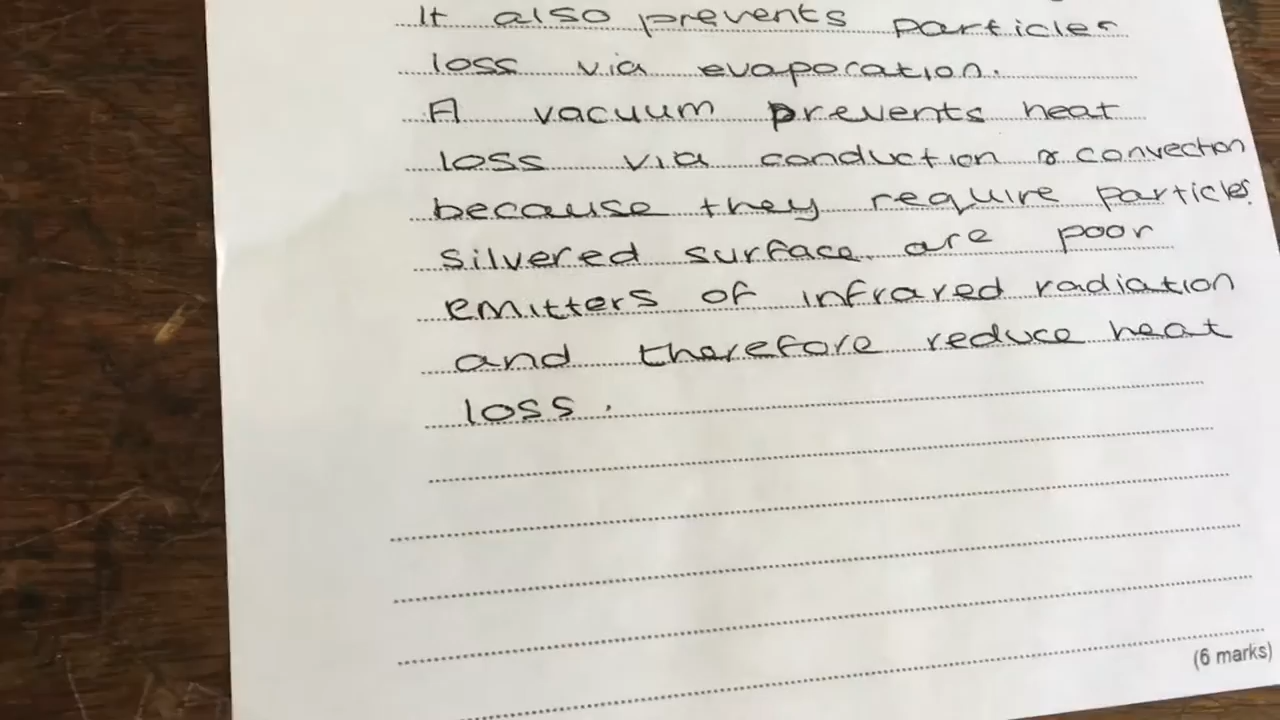 It also prevents particles
loss via evaporation.
A vacuum prevents heat
loss via conduction & convection
because they require particles.
silvered surface are poor
emitters of infrared radiation
and therefore reduce heat
loss.
(6 marks)